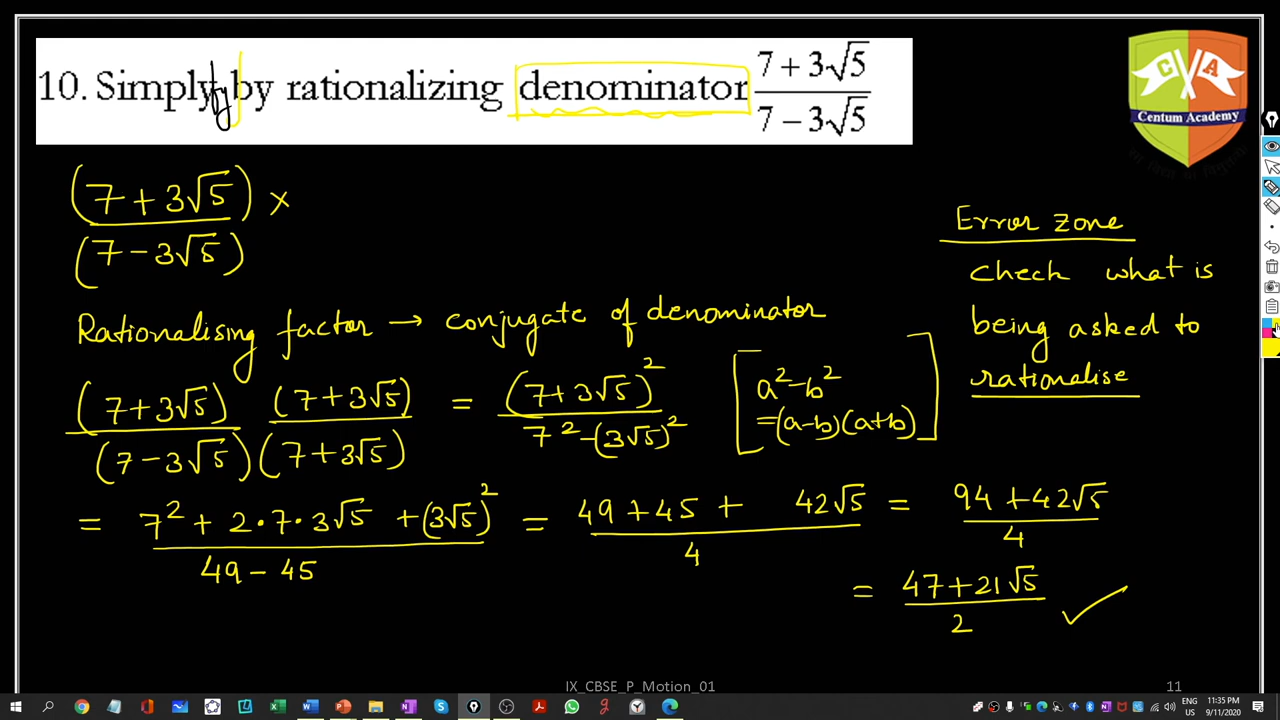 10. Simply by rationalizing denominator (7 + 3√5)/(7 − 3√5)
fy
C A
Centum Academy
(7 + 3√5)/(7 − 3√5) ×
Error zone
check what is
being asked to
rationalise
Rationalising factor → conjugate of denominator
(7+3√5)/(7−3√5) (7+3√5)/(7+3√5) = (7+3√5)²/(7² − (3√5)²) [a²−b² =(a−b)(a+b)]
= (7² + 2·7·3√5 + (3√5)²)/(49 − 45) = (49 + 45 + 42√5)/4 = (94 + 42√5)/4
= (47+21√5)/2 ✓
IX_CBSE_P_Motion_01
11
11:35 PM
US
9/11/2020